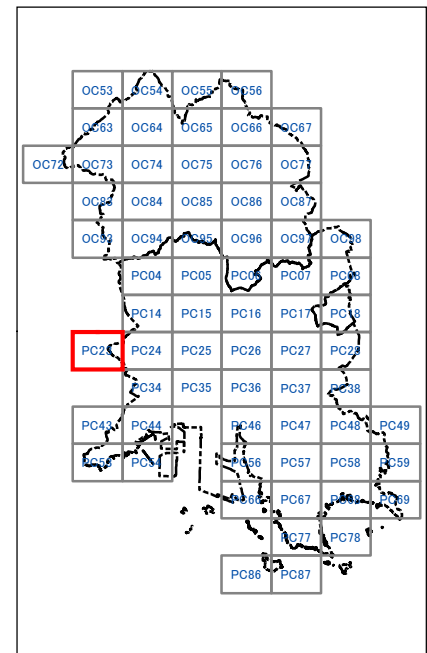 OC53 OC54 OC55 OC56
OC63 OC64 OC65 OC66 OC67
OC72 OC73 OC74 OC75 OC76 OC77
OC83 OC84 OC85 OC86 OC87
OC93 OC94 OC95 OC96 OC97 OC98
PC04 PC05 PC06 PC07 PC08
PC14 PC15 PC16 PC17 PC18
PC23 PC24 PC25 PC26 PC27 PC28
PC34 PC35 PC36 PC37 PC38
PC43 PC44 PC46 PC47 PC48 PC49
PC53 PC54 PC56 PC57 PC58 PC59
PC66 PC67 PC68 PC69
PC77 PC78
PC86 PC87